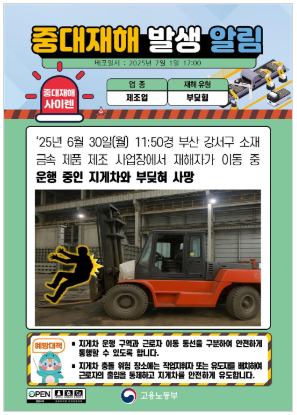 중대재해 발생 알림
배포일시 : 2025년 7월 1일 17:00
중대재해
사이렌
업 종
재해 유형
제조업
부딪힘
‘25년 6월 30일(월) 11:50경 부산 강서구 소재
금속 제품 제조 사업장에서 재해자가 이동 중
운행 중인 지게차와 부딪혀 사망
예방대책
▪ 지게차 운행 구역과 근로자 이동 동선을 구분하여 안전하게
통행할 수 있도록 합니다.
▪ 지게차 충돌 위험 장소에는 작업지휘자 또는 유도자를 배치하여
근로자의 출입을 통제하고 지게차를 안전하게 유도합니다.
OPEN
고용노동부